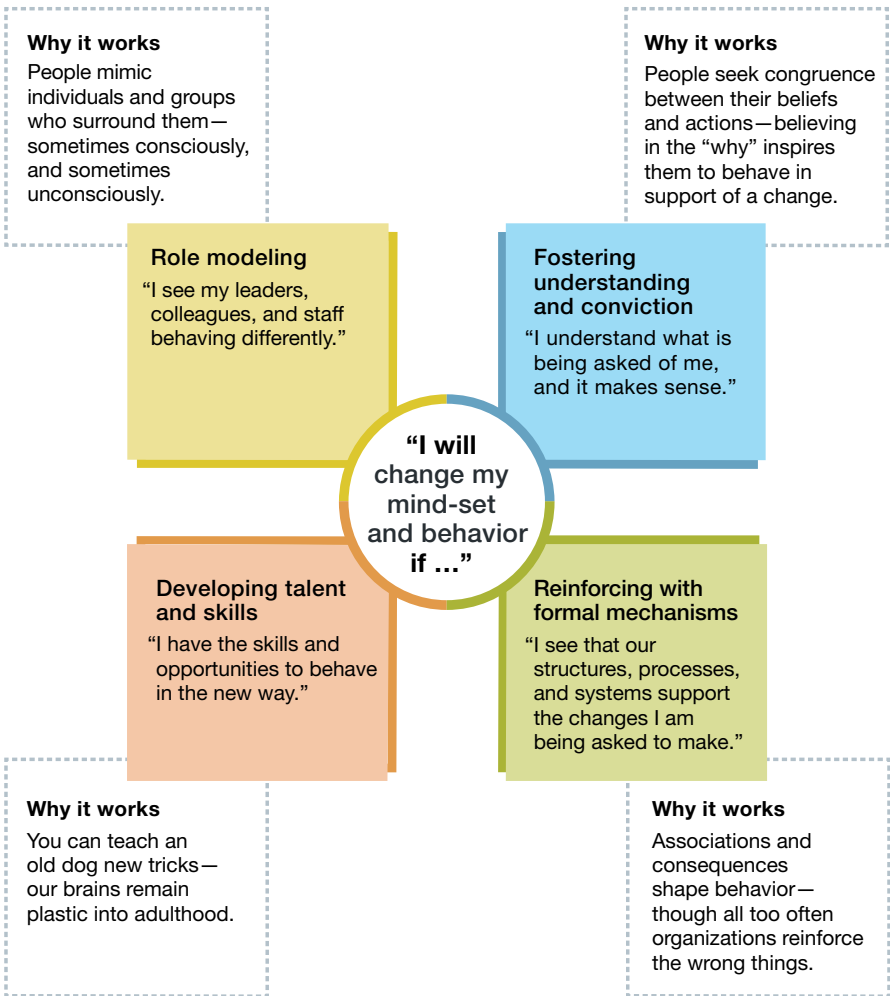 Why it works
People mimic
individuals and groups
who surround them—
sometimes consciously,
and sometimes
unconsciously.
Why it works
People seek congruence
between their beliefs
and actions—believing
in the “why” inspires
them to behave in
support of a change.
Role modeling
“I see my leaders,
colleagues, and staff
behaving differently.”
Fostering
understanding
and conviction
“I understand what is
being asked of me,
and it makes sense.”
“I will
change my
mind-set
and behavior
if ...”
Developing talent
and skills
“I have the skills and
opportunities to behave
in the new way.”
Reinforcing with
formal mechanisms
“I see that our
structures, processes,
and systems support
the changes I am
being asked to make.”
Why it works
You can teach an
old dog new tricks—
our brains remain
plastic into adulthood.
Why it works
Associations and
consequences
shape behavior—
though all too often
organizations reinforce
the wrong things.